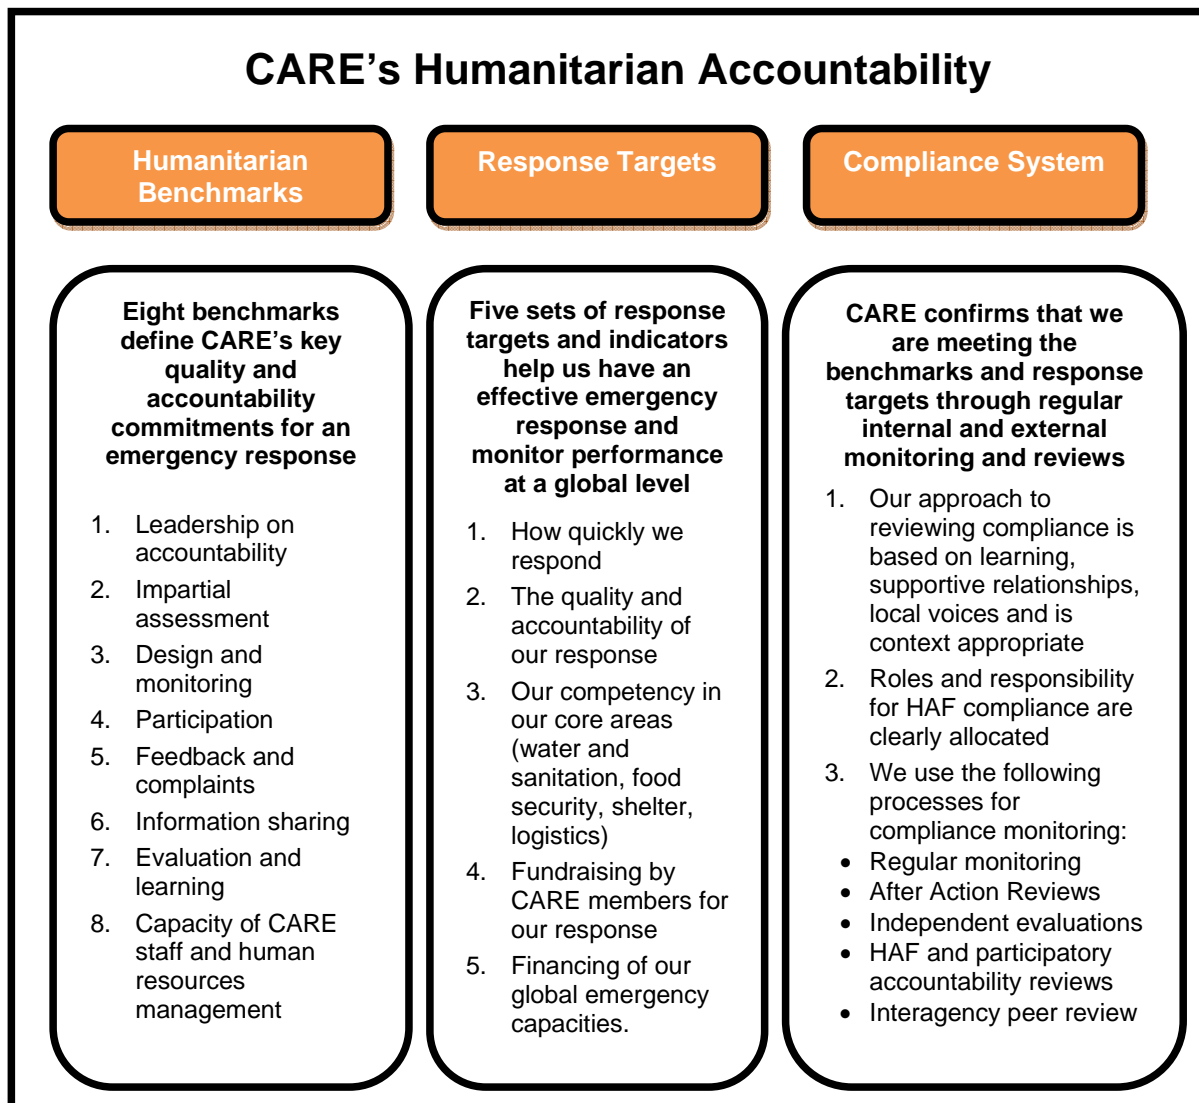 CARE's Humanitarian Accountability
Humanitarian
Benchmarks
Eight benchmarks
define CARE's key
quality and
accountability
commitments for an
emergency response
1. Leadership on
accountability
2. Impartial
assessment
3. Design and
monitoring
4. Participation
5. Feedback and
complaints
6. Information sharing
7. Evaluation and
learning
8. Capacity of CARE
staff and human
resources
management
Response Targets
Five sets of response
targets and indicators
help us have an
effective emergency
response and
monitor performance
at a global level
1. How quickly we
respond
2. The quality and
accountability of
our response
3. Our competency in
our core areas
(water and
sanitation, food
security, shelter,
logistics)
4. Fundraising by
CARE members for
our response
5. Financing of our
global emergency
capacities.
Compliance System
CARE confirms that we
are meeting the
benchmarks and response
targets through regular
internal and external
monitoring and reviews
1. Our approach to
reviewing compliance is
based on learning,
supportive relationships,
local voices and is
context appropriate
2. Roles and responsibility
for HAF compliance are
clearly allocated
3. We use the following
processes for
compliance monitoring:
• Regular monitoring
• After Action Reviews
• Independent evaluations
• HAF and participatory
accountability reviews
• Interagency peer review